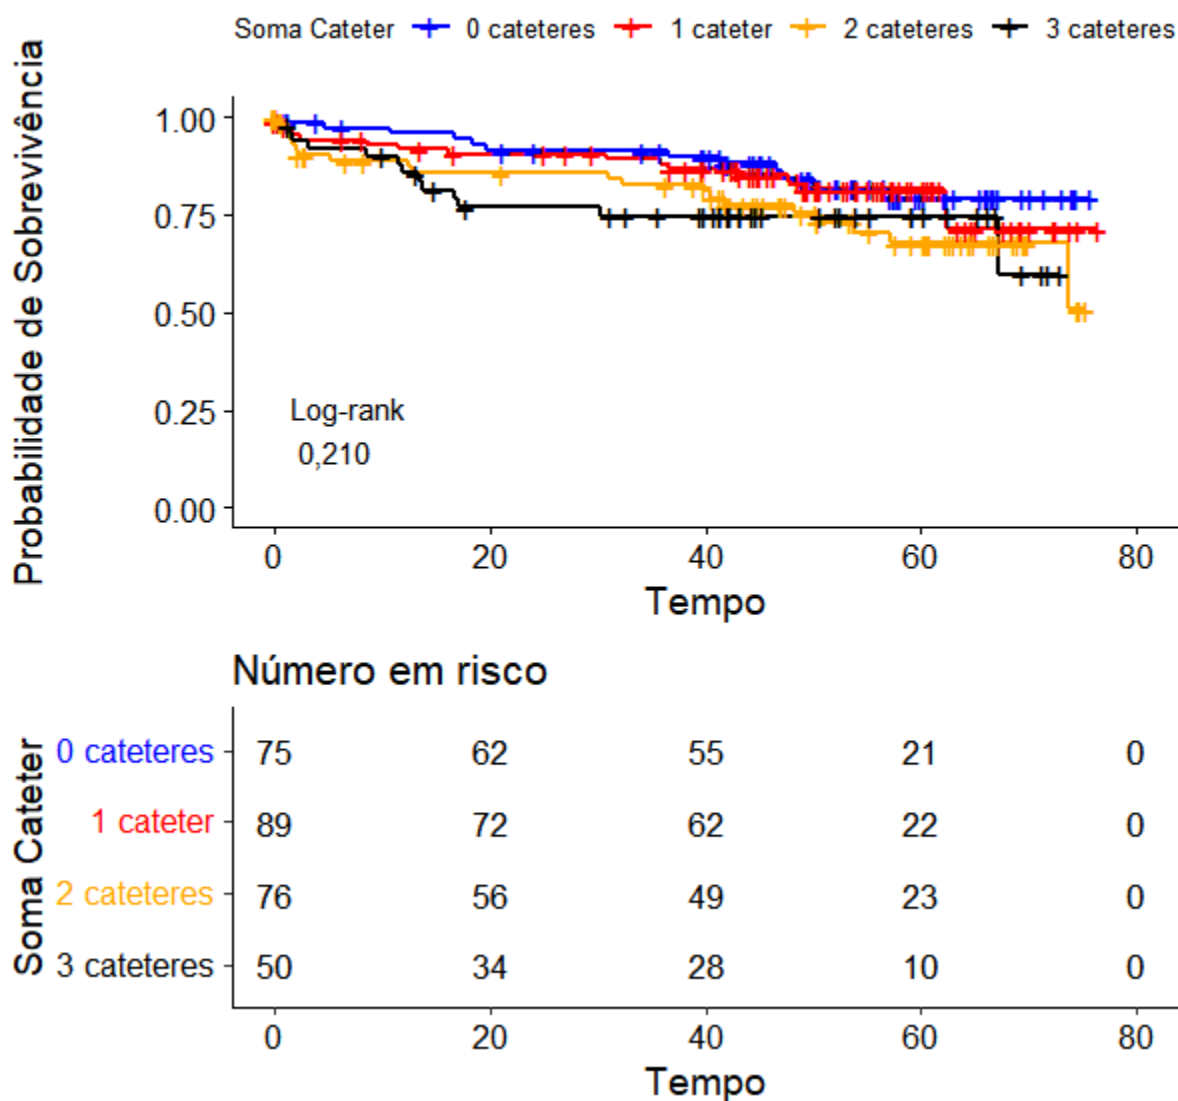 Soma Cateter 0 cateteres 1 cateter 2 cateteres 3 cateteres
Probabilidade de Sobrevivência
1.00
0.75
0.50
0.25
0.00
Log-rank
0,210
0 20 40 60 80
Tempo
Número em risco
Soma Cateter
0 cateteres 75 62 55 21 0
1 cateter 89 72 62 22 0
2 cateteres 76 56 49 23 0
3 cateteres 50 34 28 10 0
0 20 40 60 80
Tempo